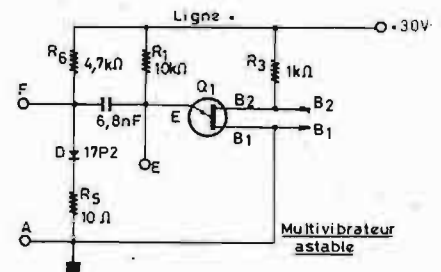 Ligne •
+30V
R6
4,7kΩ
R1
10kΩ
R3
1kΩ
Q1
F
6,8nF
E
B2
B2
B1
B1
E
D
17P2
R5
10 Ω
A
Multivibrateur
astable